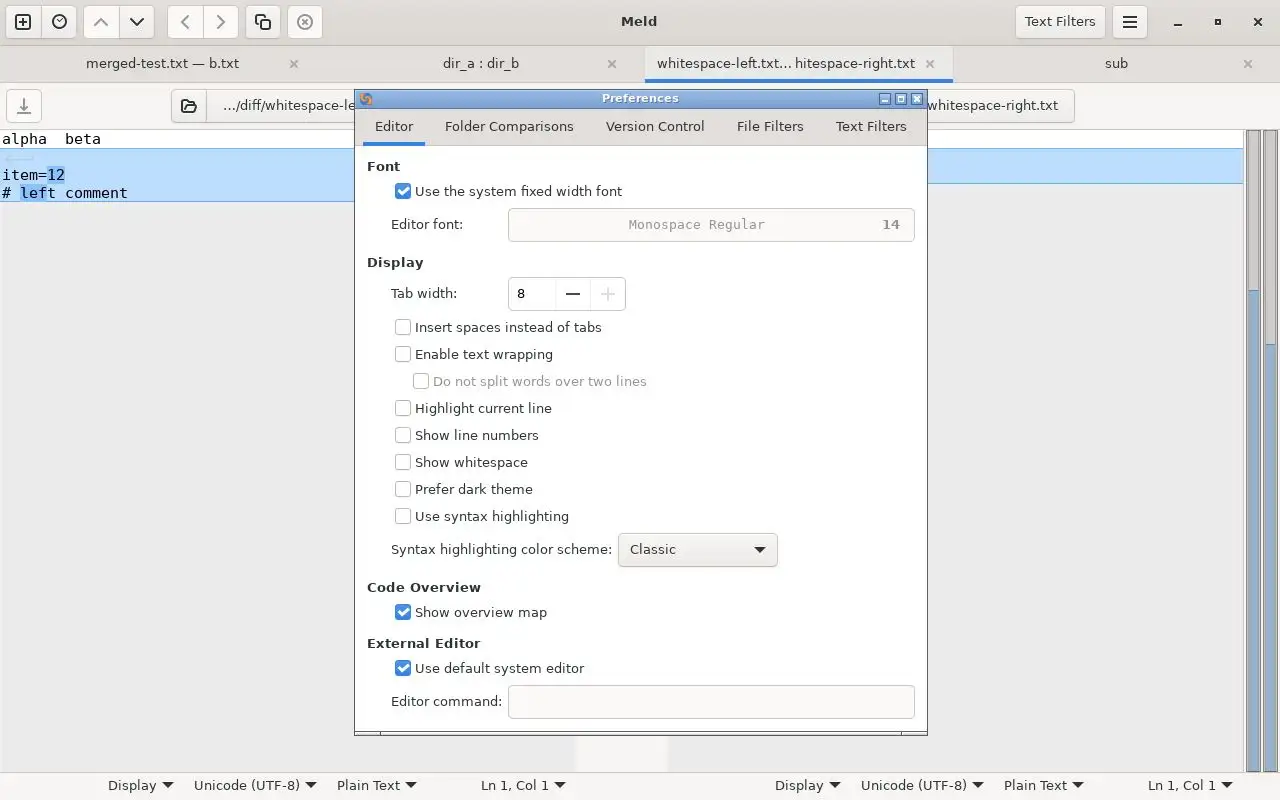 Meld
Text Filters
merged-test.txt — b.txt
dir_a : dir_b
whitespace-left.txt... hitespace-right.txt
sub
.../diff/whitespace-le
whitespace-right.txt
Preferences
Editor
Folder Comparisons
Version Control
File Filters
Text Filters
alpha  beta
item=12
# left comment
Font
Use the system fixed width font
Editor font:
Monospace Regular
14
Display
Tab width:
8
Insert spaces instead of tabs
Enable text wrapping
Do not split words over two lines
Highlight current line
Show line numbers
Show whitespace
Prefer dark theme
Use syntax highlighting
Syntax highlighting color scheme:
Classic
Code Overview
Show overview map
External Editor
Use default system editor
Editor command:
Display
Unicode (UTF-8)
Plain Text
Ln 1, Col 1
Display
Unicode (UTF-8)
Plain Text
Ln 1, Col 1